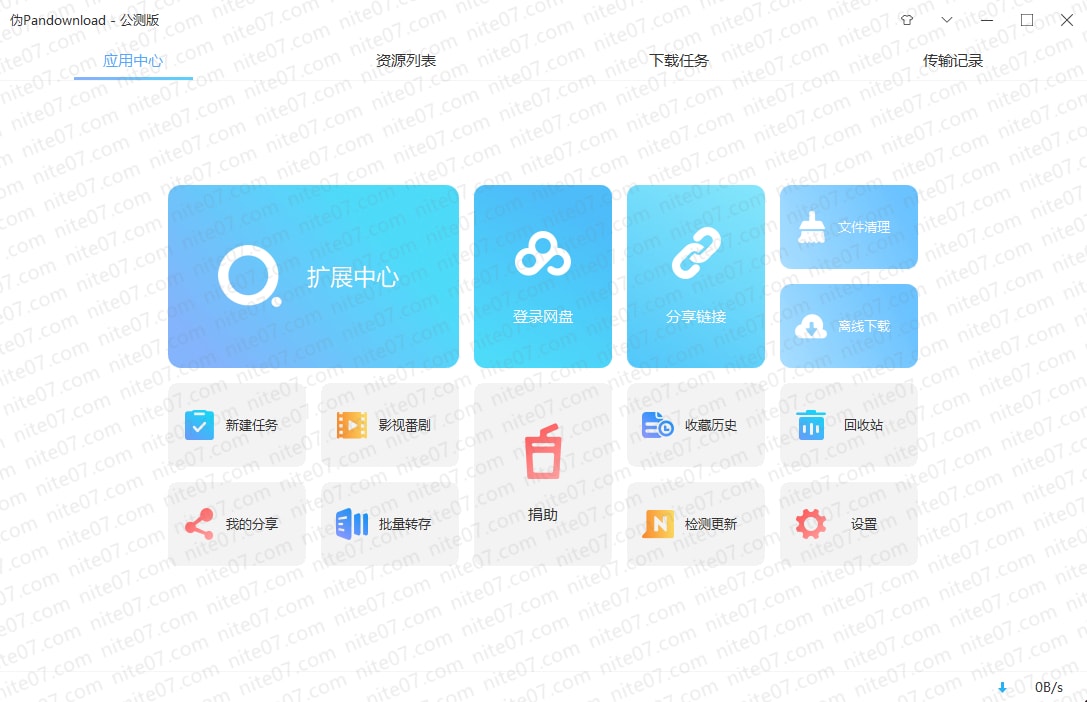 伪Pandownload - 公测版
应用中心 资源列表 下载任务 传输记录
扩展中心
登录网盘
分享链接
文件清理
离线下载
新建任务
影视番剧
捐助
收藏历史
回收站
我的分享
批量转存
检测更新
设置
0B/s
nite07.com